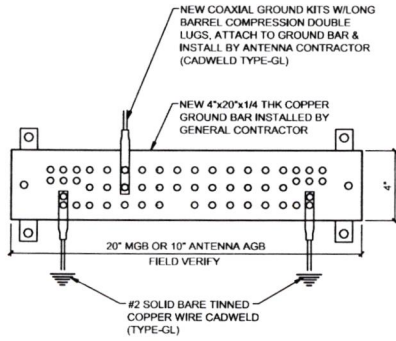 NEW COAXIAL GROUND KITS W/LONG
BARREL COMPRESSION DOUBLE
LUGS, ATTACH TO GROUND BAR &
INSTALL BY ANTENNA CONTRACTOR
(CADWELD TYPE-GL)
NEW 4"x20"x1/4 THK COPPER
GROUND BAR INSTALLED BY
GENERAL CONTRACTOR
4"
20" MGB OR 10" ANTENNA AGB
FIELD VERIFY
#2 SOLID BARE TINNED
COPPER WIRE CADWELD
(TYPE-GL)